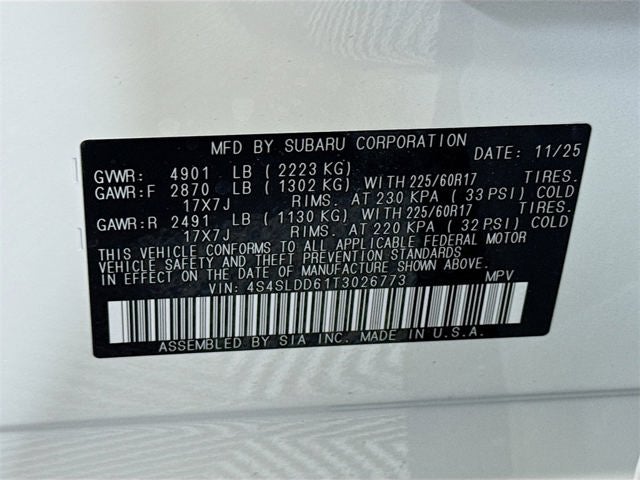 MFD BY SUBARU CORPORATION DATE: 11/25
GVWR: 4901 LB ( 2223 KG)
GAWR:F 2870 LB ( 1302 KG) WITH 225/60R17 TIRES.
17X7J RIMS. AT 230 KPA ( 33 PSI) COLD
GAWR:R 2491 LB ( 1130 KG) WITH 225/60R17 TIRES.
17X7J RIMS. AT 220 KPA ( 32 PSI) COLD
THIS VEHICLE CONFORMS TO ALL APPLICABLE FEDERAL MOTOR
VEHICLE SAFETY AND THEFT PREVENTION STANDARDS
IN EFFECT ON THE DATE OF MANUFACTURE SHOWN ABOVE.
VIN: 4S4SLDD61T3026773 MPV
ASSEMBLED BY SIA INC. MADE IN U.S.A.